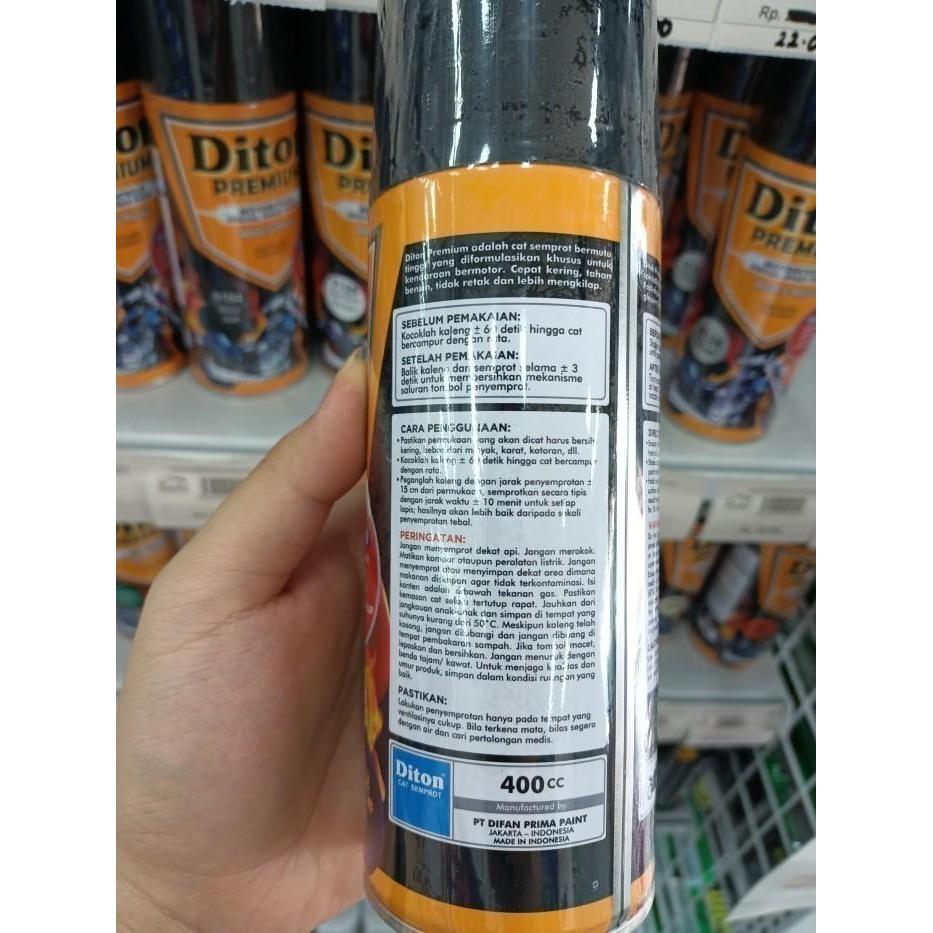 Rp.
22.0
Diton
PREMIUM
Di
PR
Dit
PREM
Diton Premium adalah cat semprot bermutu
tinggi yang diformulasikan khusus untuk
kendaraan bermotor. Cepat kering, tahan
bensin, tidak retak dan lebih mengkilap.
SEBELUM PEMAKAIAN:
Kocoklah kaleng ± 60 detik hingga cat
bercampur dengan rata.
SETELAH PEMAKAIAN:
Balik kaleng dan semprot selama ± 3
detik untuk membersihkan mekanisme
saluran tombol penyemprot.
CARA PENGGUNAAN:
• Pastikan permukaan yang akan dicat harus bersih
kering, bebas dari minyak, karat, kotoran, dll.
• Kocoklah kaleng ± 60 detik hingga cat bercampur
dengan rata.
• Peganglah kaleng dengan jarak penyemprotan ±
15 cm dari permukaan, semprotkan secara tipis
dengan jarak waktu ± 10 menit untuk setiap
lapis; hasilnya akan lebih baik daripada sekali
penyemprotan tebal.
PERINGATAN:
Jangan menyemprot dekat api. Jangan merokok.
Matikan kompor ataupun peralatan listrik. Jangan
menyemprot atau menyimpan dekat area dimana
makanan disimpan agar tidak terkontaminasi. Isi
konten adalah dibawah tekanan gas. Pastikan
kemasan cat selalu tertutup rapat. Jauhkan dari
jangkauan anak-anak dan simpan di tempat yang
suhunya kurang dari 50°C. Meskipun kaleng telah
kosong, jangan dilubangi dan jangan dibuang di
tempat pembakaran sampah. Jika tombol macet,
lepaskan dan bersihkan. Jangan menusuk dengan
benda tajam/ kawat. Untuk menjaga kualitas dan
umur produk, simpan dalam kondisi ruangan yang
baik.
PASTIKAN:
Lakukan penyemprotan hanya pada tempat yang
ventilasinya cukup. Bila terkena mata, bilas segera
dengan air dan cari pertolongan medis.
Diton
CAT SEMPROT
400 CC
Manufactured by:
PT DIFAN PRIMA PAINT
JAKARTA – INDONESIA
MADE IN INDONESIA